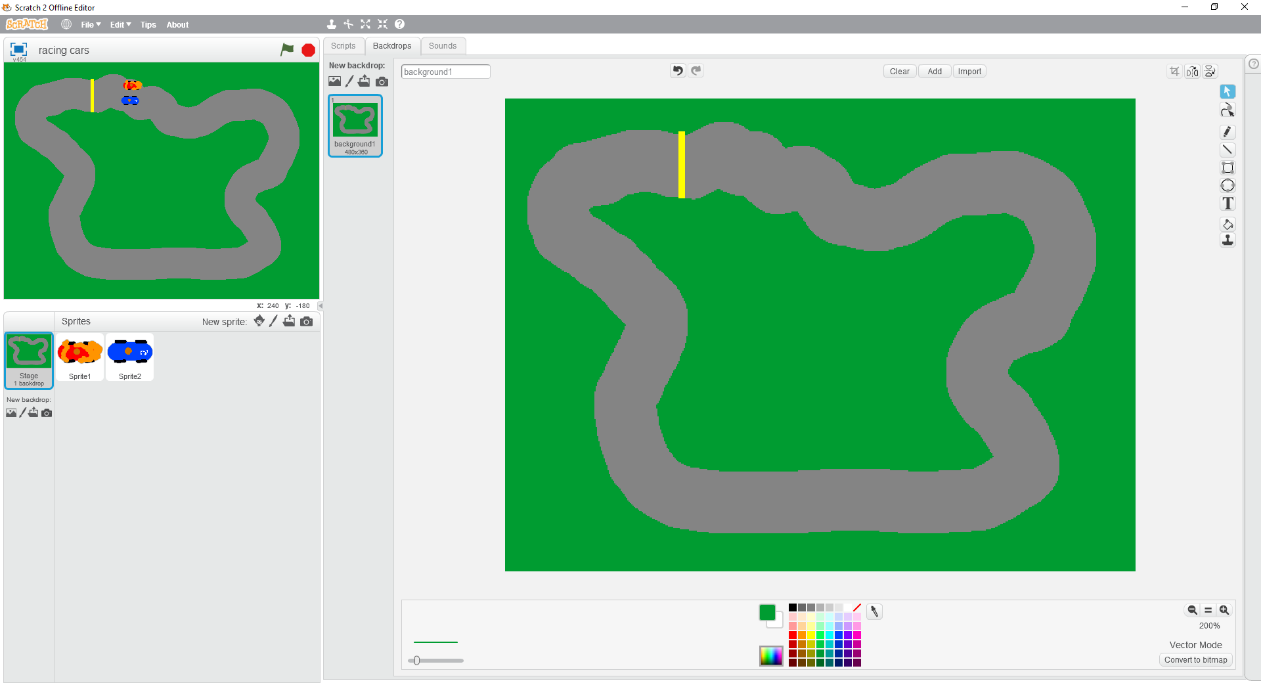 Scratch 2 Offline Editor
SCRATCH File Edit Tips About
racing cars
v454
X: 240 y: -180
Sprites New sprite:
Stage
1 backdrop
Sprite1 Sprite2
New backdrop:
Scripts Backdrops Sounds
New backdrop:
1
background1
480x360
background1
Clear Add Import
T
200%
Vector Mode
Convert to bitmap